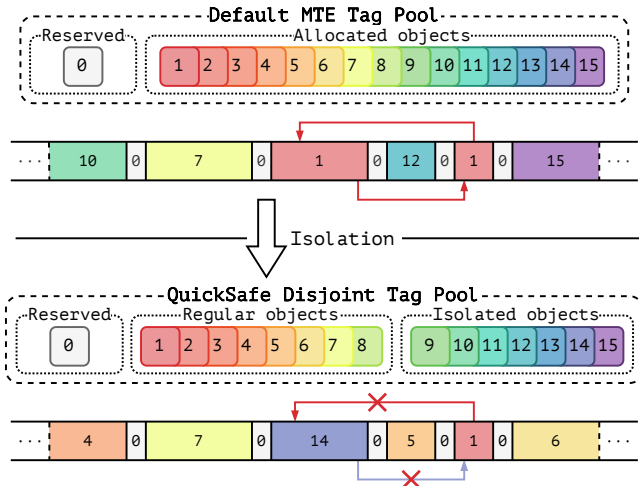 Default MTE Tag Pool
Reserved Allocated objects
0 1 2 3 4 5 6 7 8 9 10 11 12 13 14 15
... 10 0 7 0 1 0 12 0 1 0 15 ...
Isolation
QuickSafe Disjoint Tag Pool
Reserved Regular objects Isolated objects
0 1 2 3 4 5 6 7 8 9 10 11 12 13 14 15
... 4 0 7 0 14 0 5 0 1 0 6 ...